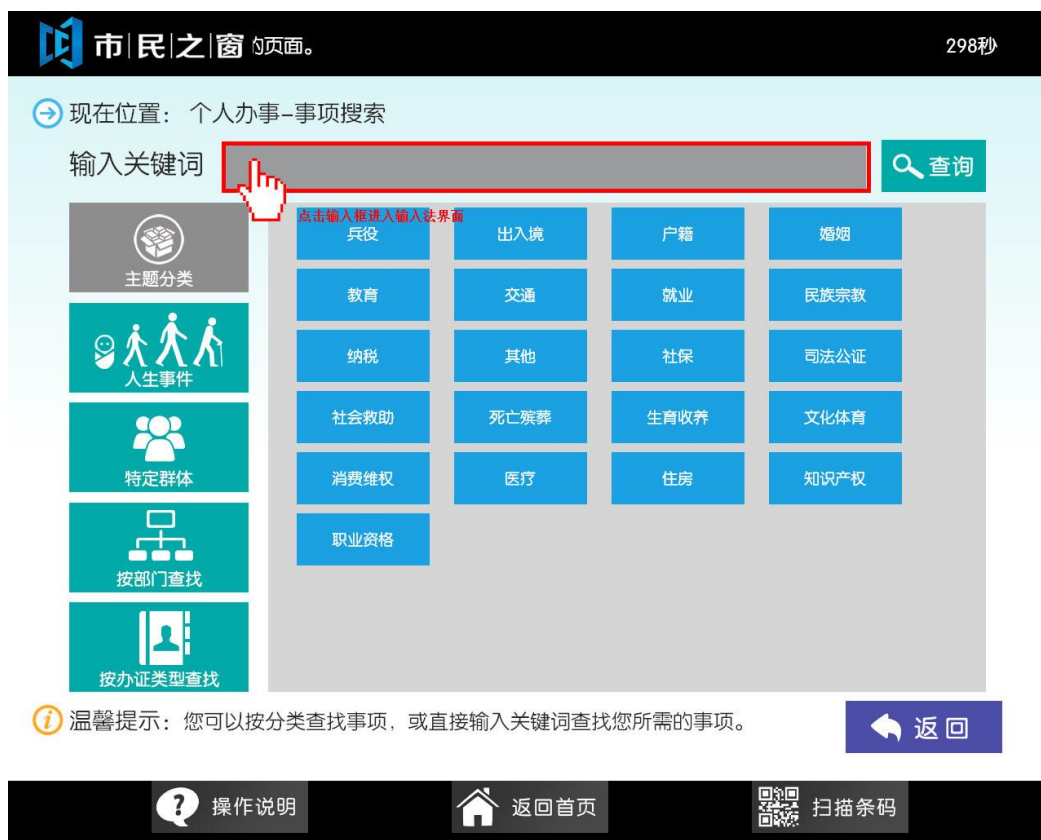 市民之窗的页面。
298秒
现在位置： 个人办事-事项搜索
输入关键词
查询
点击输入框进入输入法界面
主题分类
人生事件
特定群体
按部门查找
按办证类型查找
兵役 出入境 户籍 婚姻
教育 交通 就业 民族宗教
纳税 其他 社保 司法公证
社会救助 死亡殡葬 生育收养 文化体育
消费维权 医疗 住房 知识产权
职业资格
温馨提示：您可以按分类查找事项，或直接输入关键词查找您所需的事项。
返回
操作说明 返回首页 扫描条码